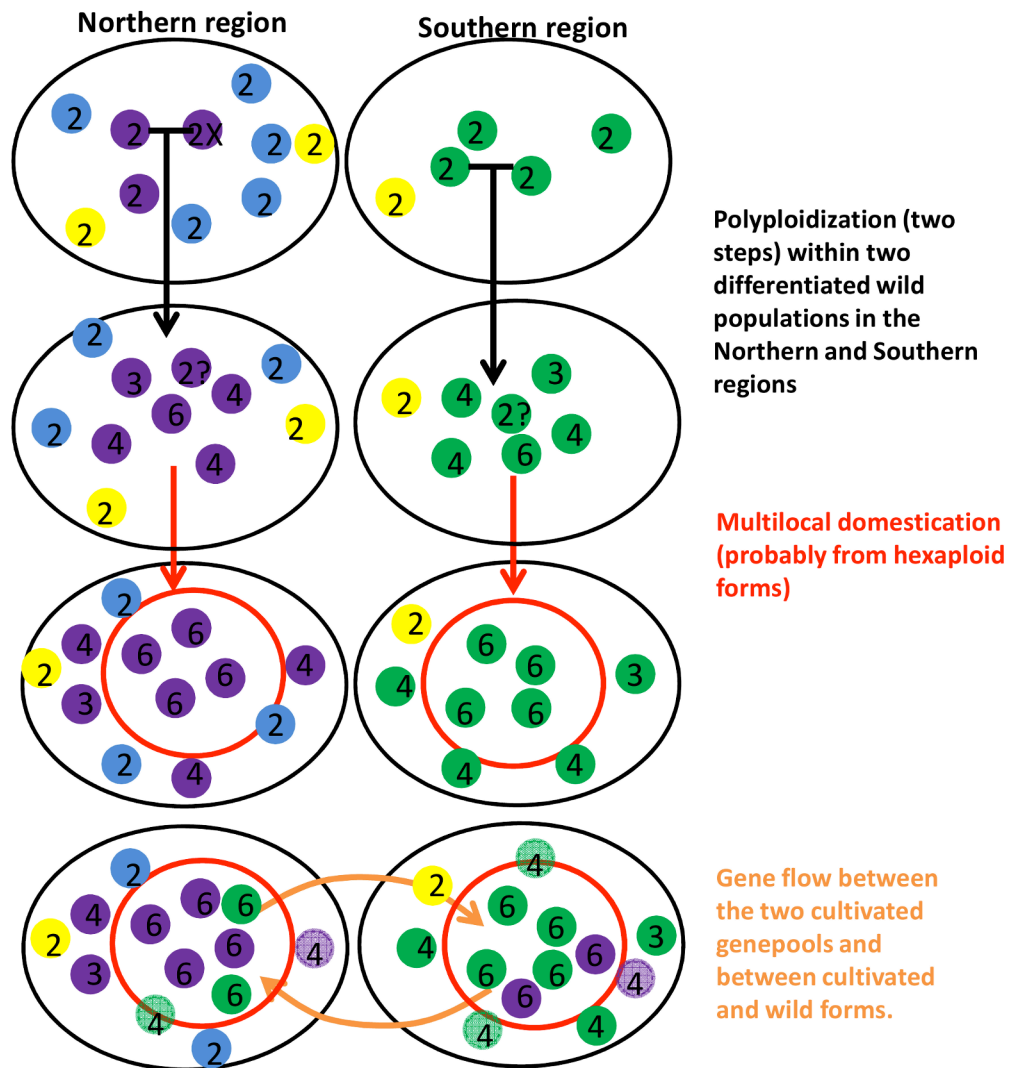 Northern region
Southern region
2
2 2 2X 2 2
2 2
2 2
2 2
2 2
2
Polyploidization (two
steps) within two
differentiated wild
populations in the
Northern and Southern
regions
2 2
3 2? 4
6
2 4 2
4
2
3
2 4
2? 4
4 6
Multilocal domestication
(probably from hexaploid
forms)
2
4 6 6 4
2 6
3 6 2
2 4
2
6 6
4 3
6 6
4 4
2
4 6 6
6 6 4
2 6
3 6
4
2
4
2
6 6
4 6 3
6 6 4
6
4 4
Gene flow between
the two cultivated
genepools and
between cultivated
and wild forms.